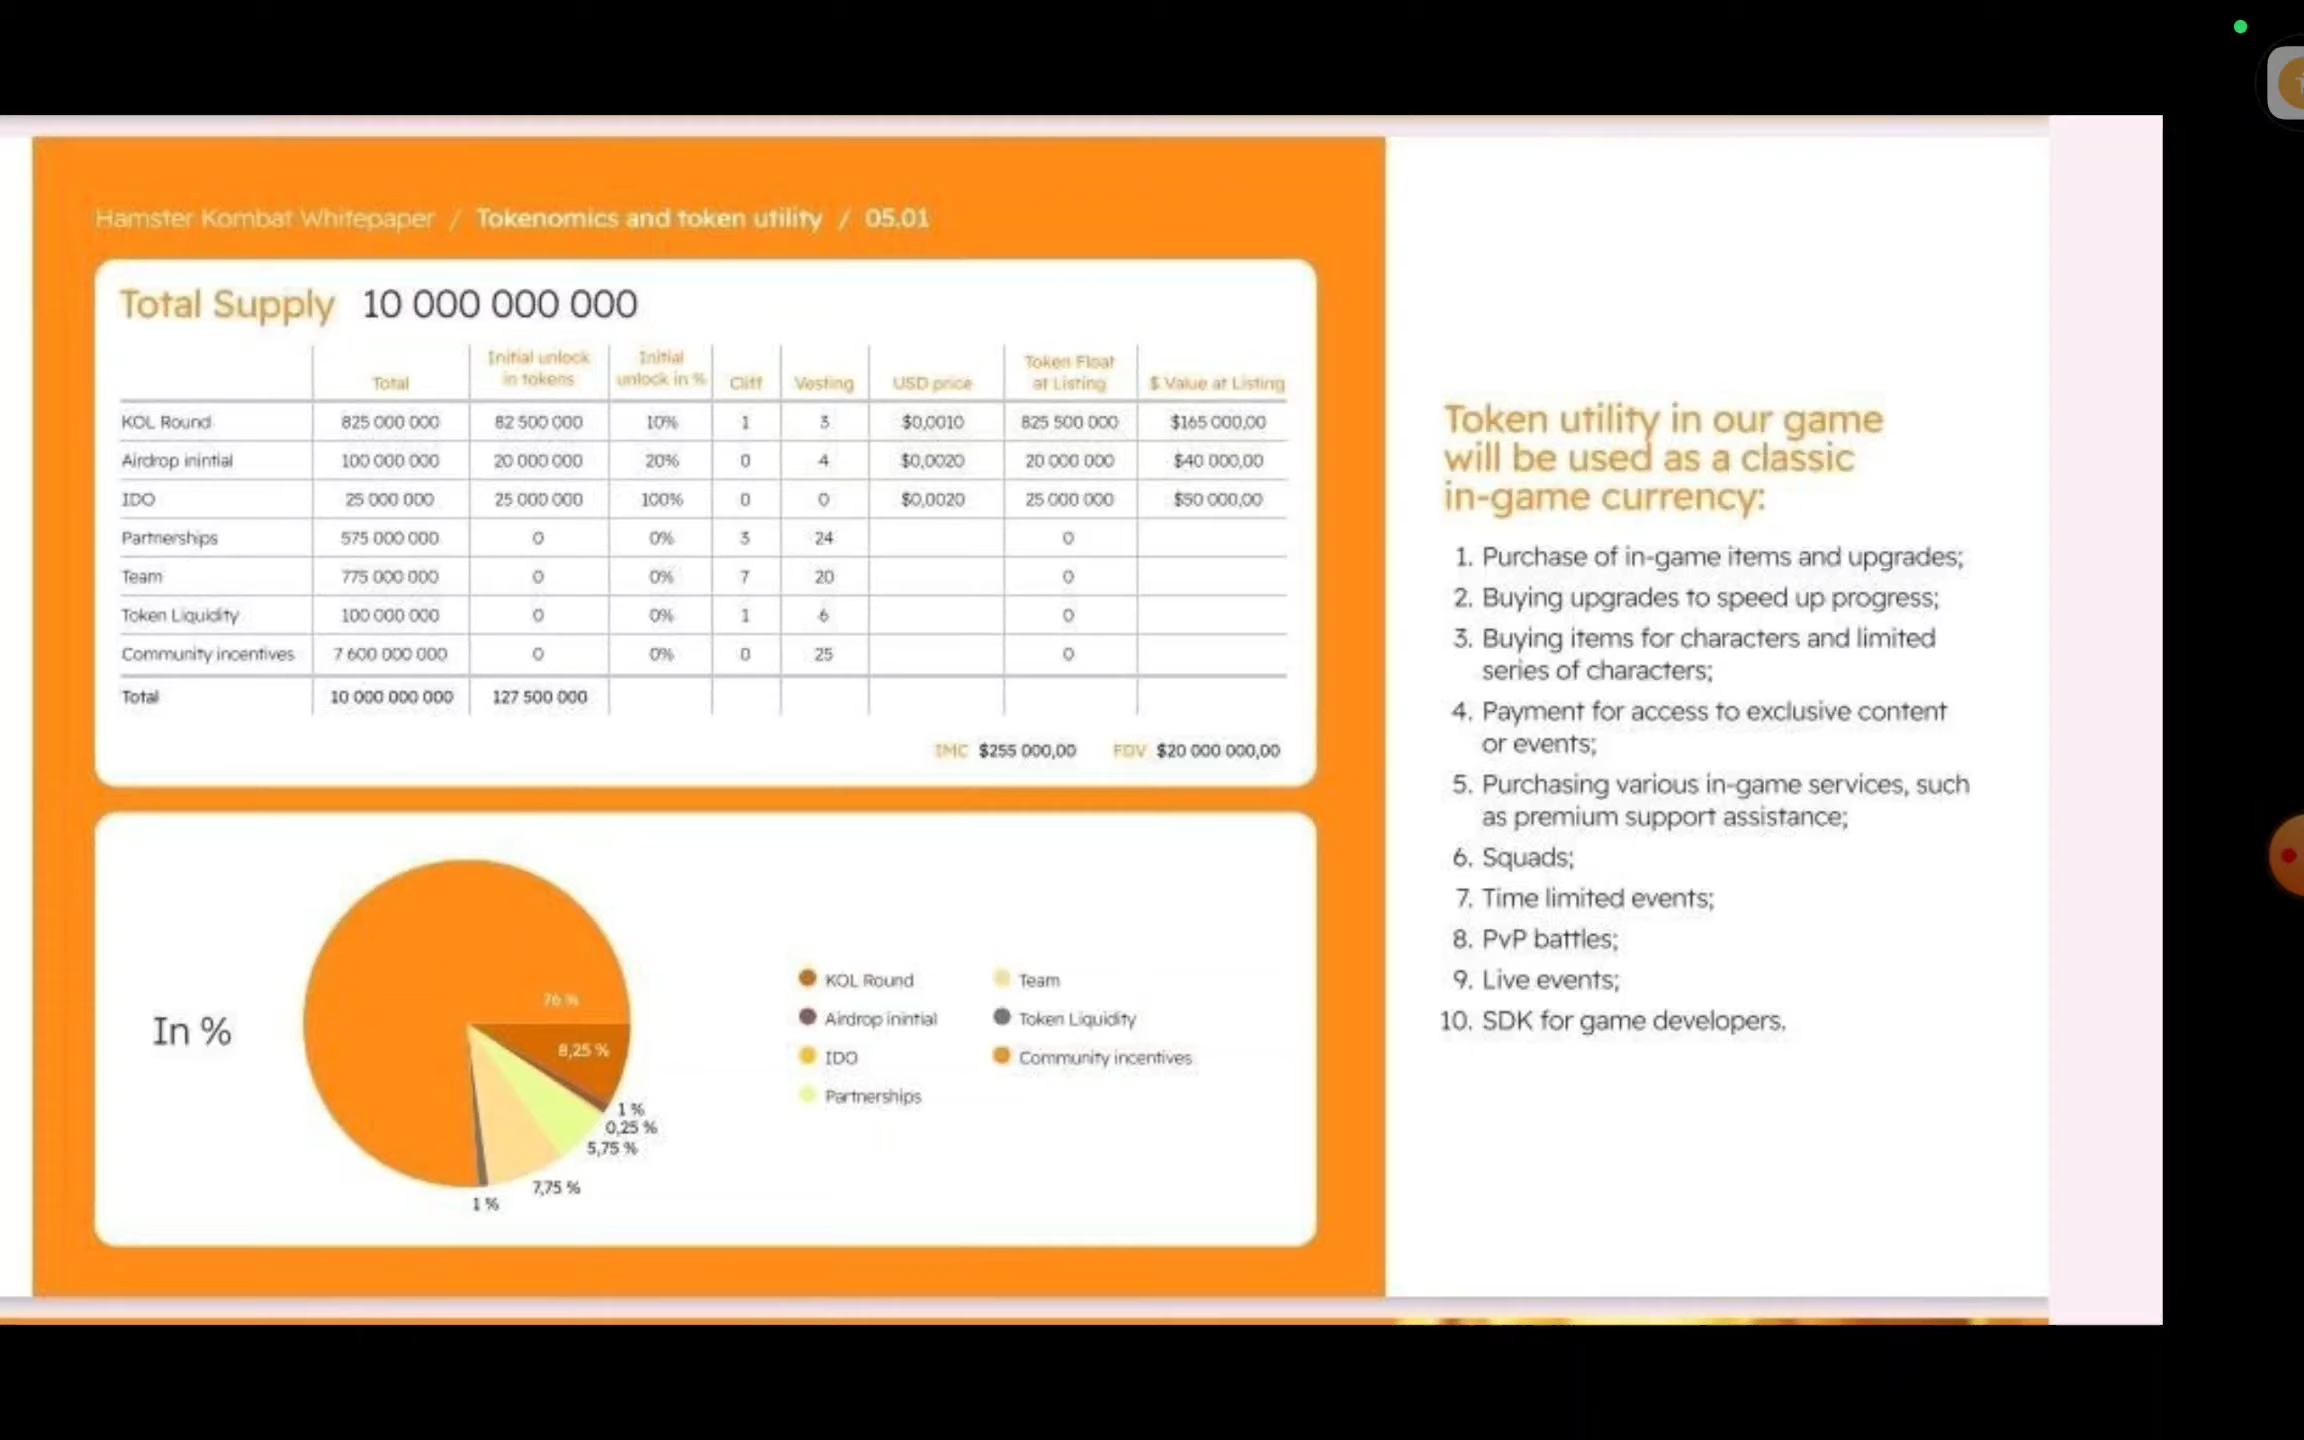 Hamster Kombat Whitepaper / Tokenomics and token utility / 05.01
Total Supply 10 000 000 000
Total Initial unlock in tokens Initial unlock in % Cliff Vesting USD price Token Float at Listing $ Value at Listing
KOL Round 825 000 000 82 500 000 10% 1 3 $0,0010 825 500 000 $165 000,00
Airdrop inintial 100 000 000 20 000 000 20% 0 4 $0,0020 20 000 000 $40 000,00
IDO 25 000 000 25 000 000 100% 0 0 $0,0020 25 000 000 $50 000,00
Partnerships 575 000 000 0 0% 3 24 0
Team 775 000 000 0 0% 7 20 0
Token Liquidity 100 000 000 0 0% 1 6 0
Community incentives 7 600 000 000 0 0% 0 25 0
Total 10 000 000 000 127 500 000
IMC $255 000,00 FDV $20 000 000,00
In %
76 %
8,25 %
1 %
0,25 %
5,75 %
7,75 %
1 %
KOL Round
Airdrop inintial
IDO
Partnerships
Team
Token Liquidity
Community incentives
Token utility in our game
will be used as a classic
in-game currency:
1. Purchase of in-game items and upgrades;
2. Buying upgrades to speed up progress;
3. Buying items for characters and limited
series of characters;
4. Payment for access to exclusive content
or events;
5. Purchasing various in-game services, such
as premium support assistance;
6. Squads;
7. Time limited events;
8. PvP battles;
9. Live events;
10. SDK for game developers.